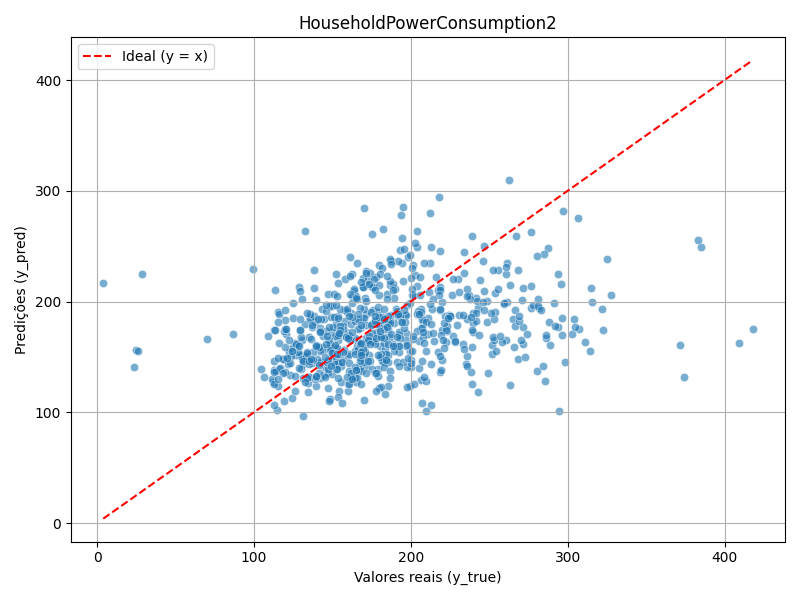 HouseholdPowerConsumption2
Ideal (y = x)
400
300
200
100
0
Predições (y_pred)
0 100 200 300 400
Valores reais (y_true)